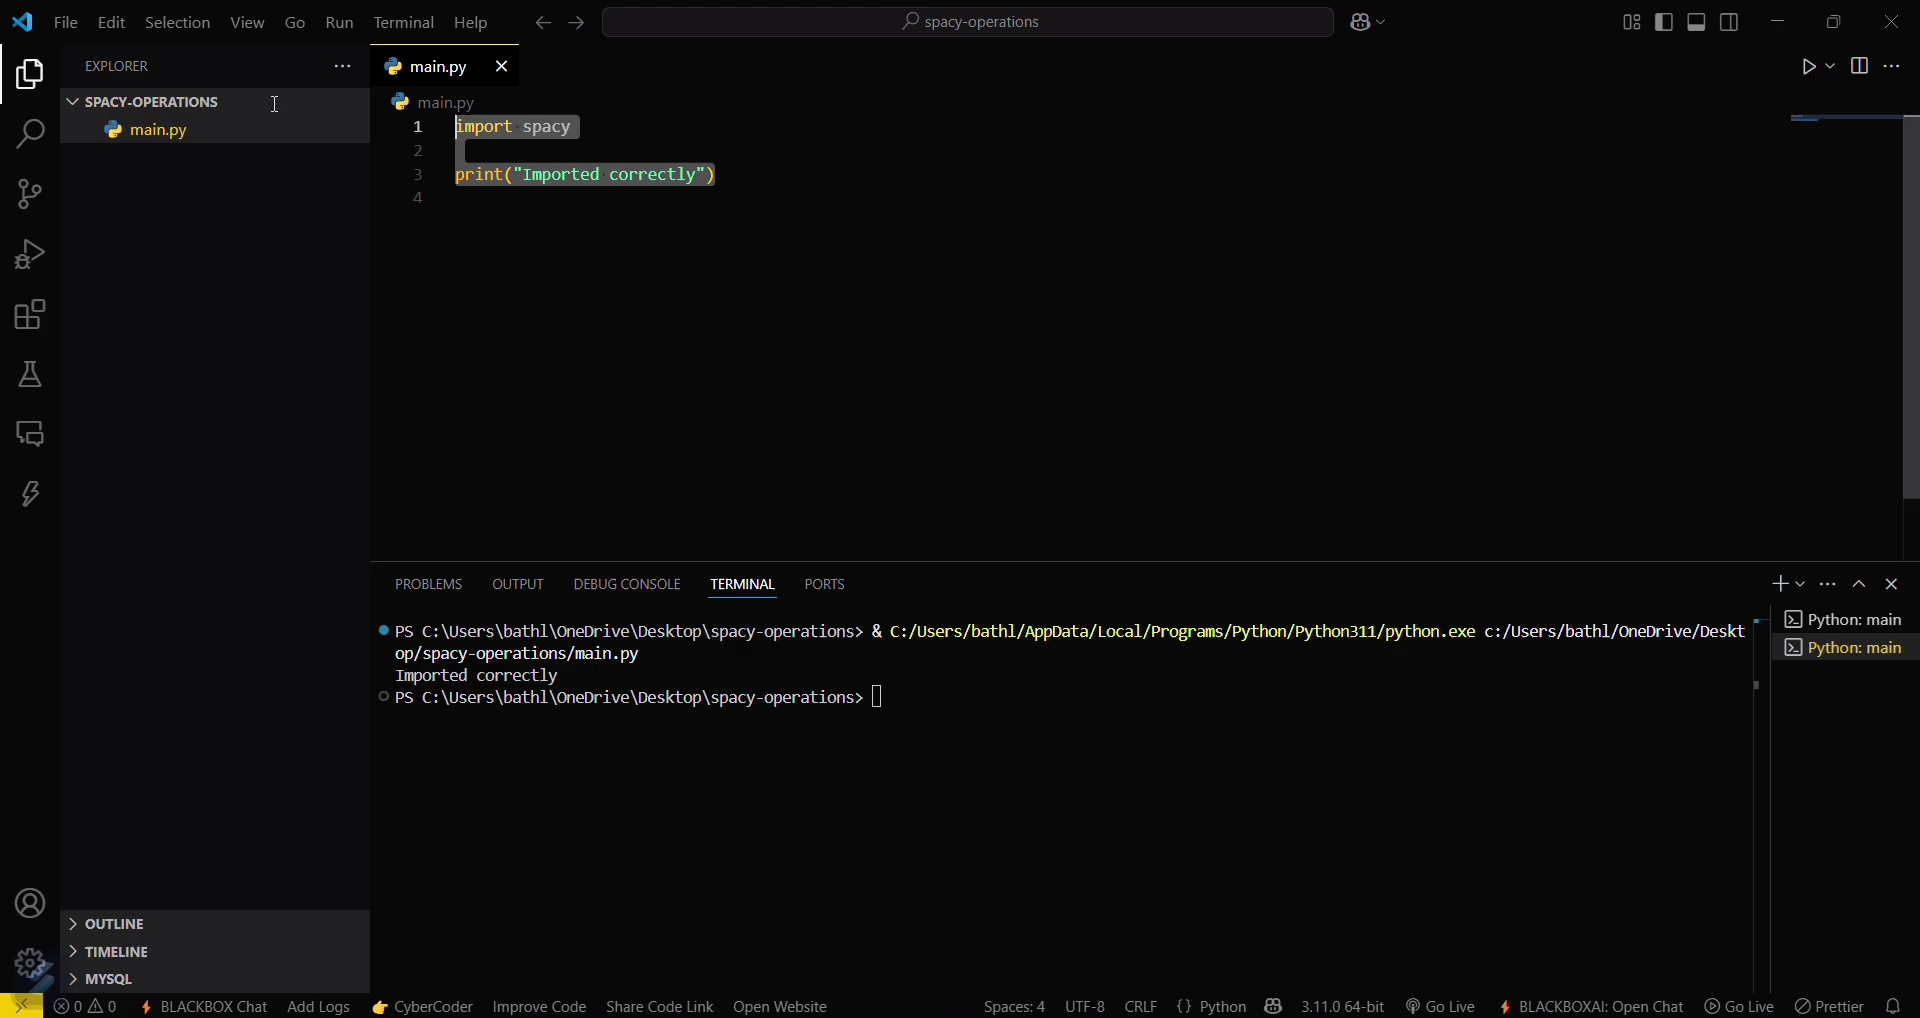 File Edit Selection View Go Run Terminal Help spacy-operations
EXPLORER
main.py
SPACY-OPERATIONS
main.py
main.py
1 import spacy
2
3 print("Imported correctly")
4
PROBLEMS OUTPUT DEBUG CONSOLE TERMINAL PORTS
PS C:\Users\bathl\OneDrive\Desktop\spacy-operations> & C:/Users/bathl/AppData/Local/Programs/Python/Python311/python.exe c:/Users/bathl/OneDrive/Deskt
op/spacy-operations/main.py
Imported correctly
PS C:\Users\bathl\OneDrive\Desktop\spacy-operations>
Python: main
Python: main
OUTLINE
TIMELINE
MYSQL
0 0 BLACKBOX Chat Add Logs CyberCoder Improve Code Share Code Link Open Website Spaces: 4 UTF-8 CRLF {} Python 3.11.0 64-bit Go Live BLACKBOXAI: Open Chat Go Live Prettier